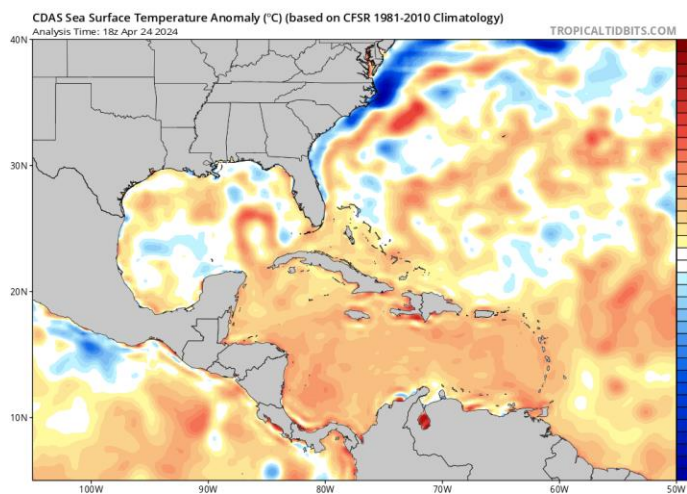 CDAS Sea Surface Temperature Anomaly (°C) (based on CFSR 1981-2010 Climatology)
Analysis Time: 18z Apr 24 2024
TROPICALTIDBITS.COM
40N
30N
20N
10N
100W
90W
80W
70W
60W
50W